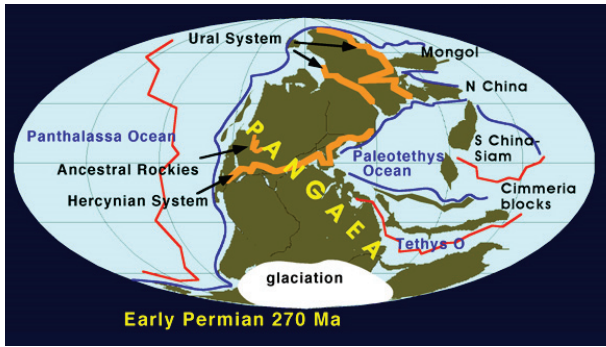 Ural System
Mongol
N China
Panthalassa Ocean
PANGAEA
S China-
Siam
Paleotethys
Ocean
Ancestral Rockies
Hercynian System
Cimmeria
blocks
Tethys O
glaciation
Early Permian 270 Ma